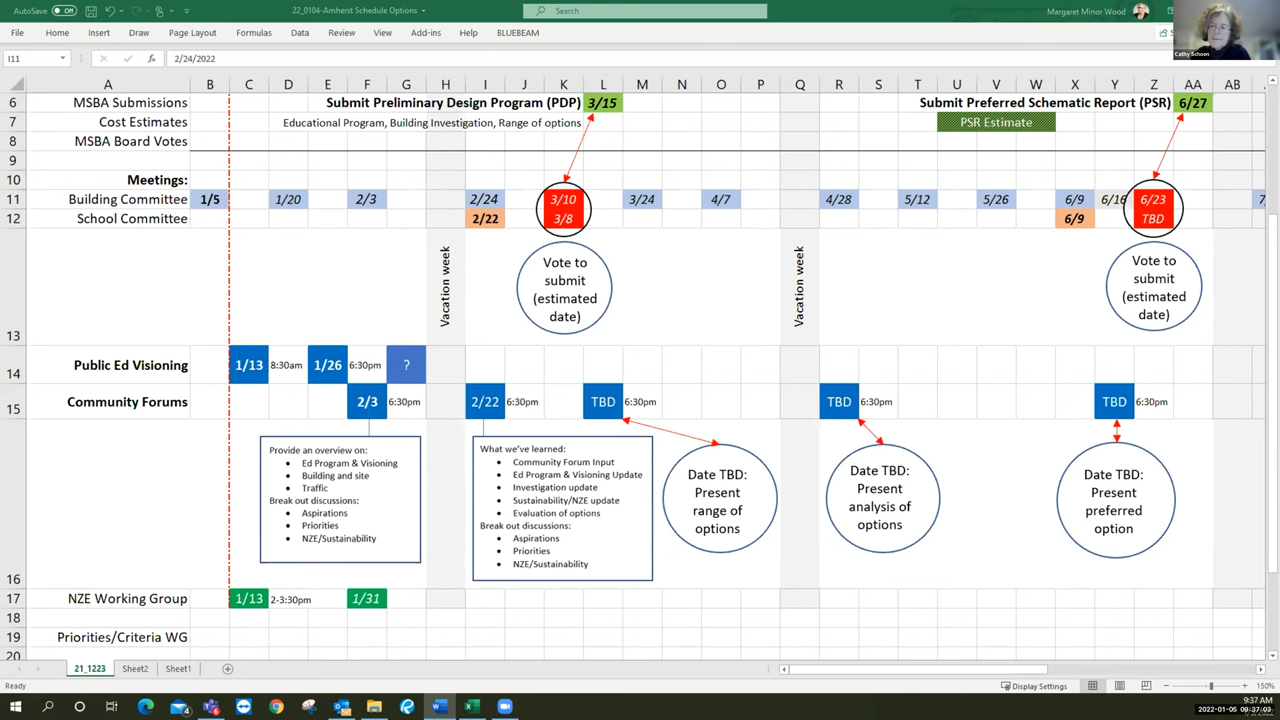 AutoSave Off 22_0104-Amherst Schedule Options Search Margaret Minor Wood
File Home Insert Draw Page Layout Formulas Data Review View Add-ins Help BLUEBEAM
Cathy Schoen
I11 fx 2/24/2022
A B C D E F G H I J K L M N O P Q R S T U V W X Y Z AA AB
6 MSBA Submissions Submit Preliminary Design Program (PDP) 3/15 Submit Preferred Schematic Report (PSR) 6/27
7 Cost Estimates Educational Program, Building Investigation, Range of options PSR Estimate
8 MSBA Board Votes
9
10 Meetings:
11 Building Committee 1/5 1/20 2/3 2/24 3/10 3/24 4/7 4/28 5/12 5/26 6/9 6/16 6/23 7/
12 School Committee 2/22 3/8 6/9 TBD
Vacation week
Vote to
submit
(estimated
date)
Vacation week
Vote to
submit
(estimated
date)
13
14 Public Ed Visioning 1/13 8:30am 1/26 6:30pm ?
15 Community Forums 2/3 6:30pm 2/22 6:30pm TBD 6:30pm TBD 6:30pm TBD 6:30pm
Provide an overview on:
• Ed Program & Visioning
• Building and site
• Traffic
Break out discussions:
• Aspirations
• Priorities
• NZE/Sustainability
What we've learned:
• Community Forum Input
• Ed Program & Visioning Update
• Investigation update
• Sustainability/NZE update
• Evaluation of options
Break out discussions:
• Aspirations
• Priorities
• NZE/Sustainability
Date TBD:
Present
range of
options
Date TBD:
Present
analysis of
options
Date TBD:
Present
preferred
option
16
17 NZE Working Group 1/13 2-3:30pm 1/31
18
19 Priorities/Criteria WG
20
21_1223 Sheet2 Sheet1
Ready Display Settings 150%
9:37 AM
2022-01-05 09:37:03